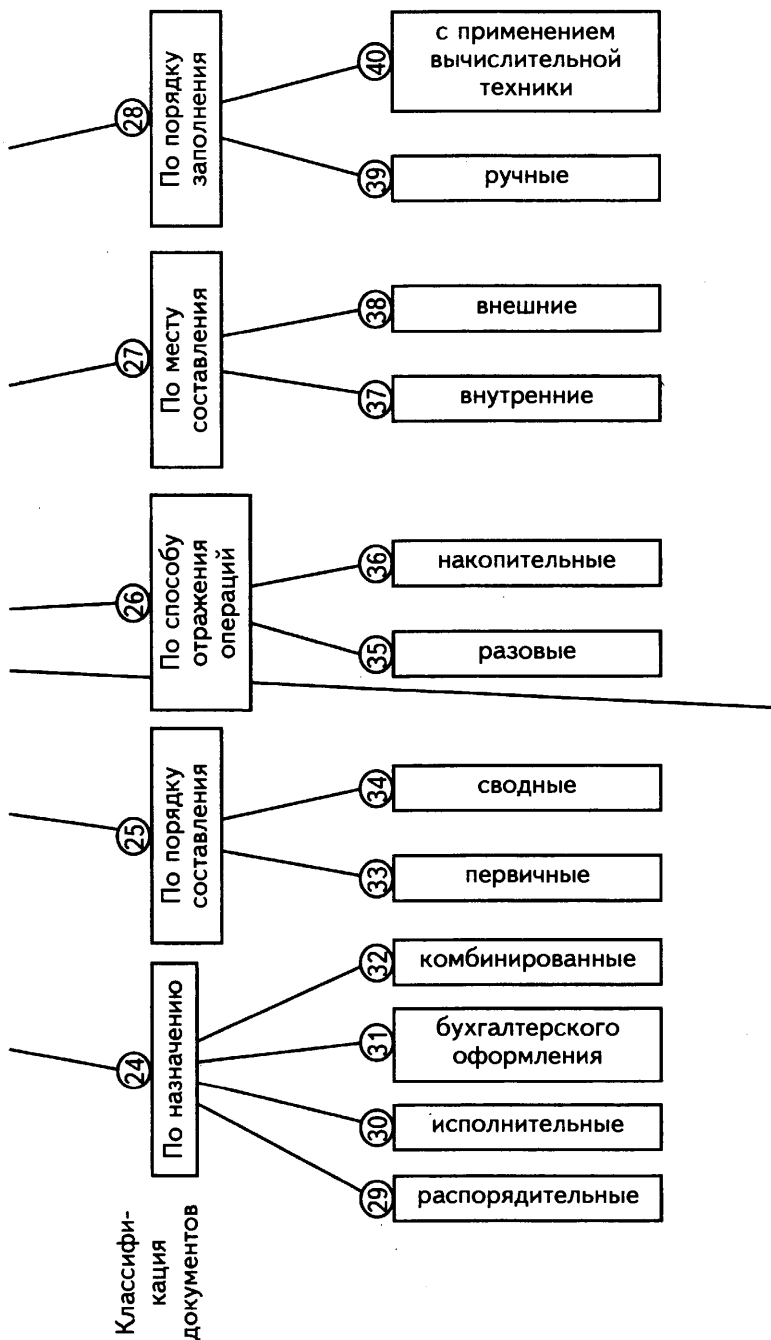 Классифи-
кация
документов
24
По назначению
25
По порядку
составления
26
По способу
отражения
операций
27
По месту
составления
28
По порядку
заполнения
29
распорядительные
30
исполнительные
31
бухгалтерского
оформления
32
комбинированные
33
первичные
34
сводные
35
разовые
36
накопительные
37
внутренние
38
внешние
39
ручные
40
с применением
вычислительной
техники